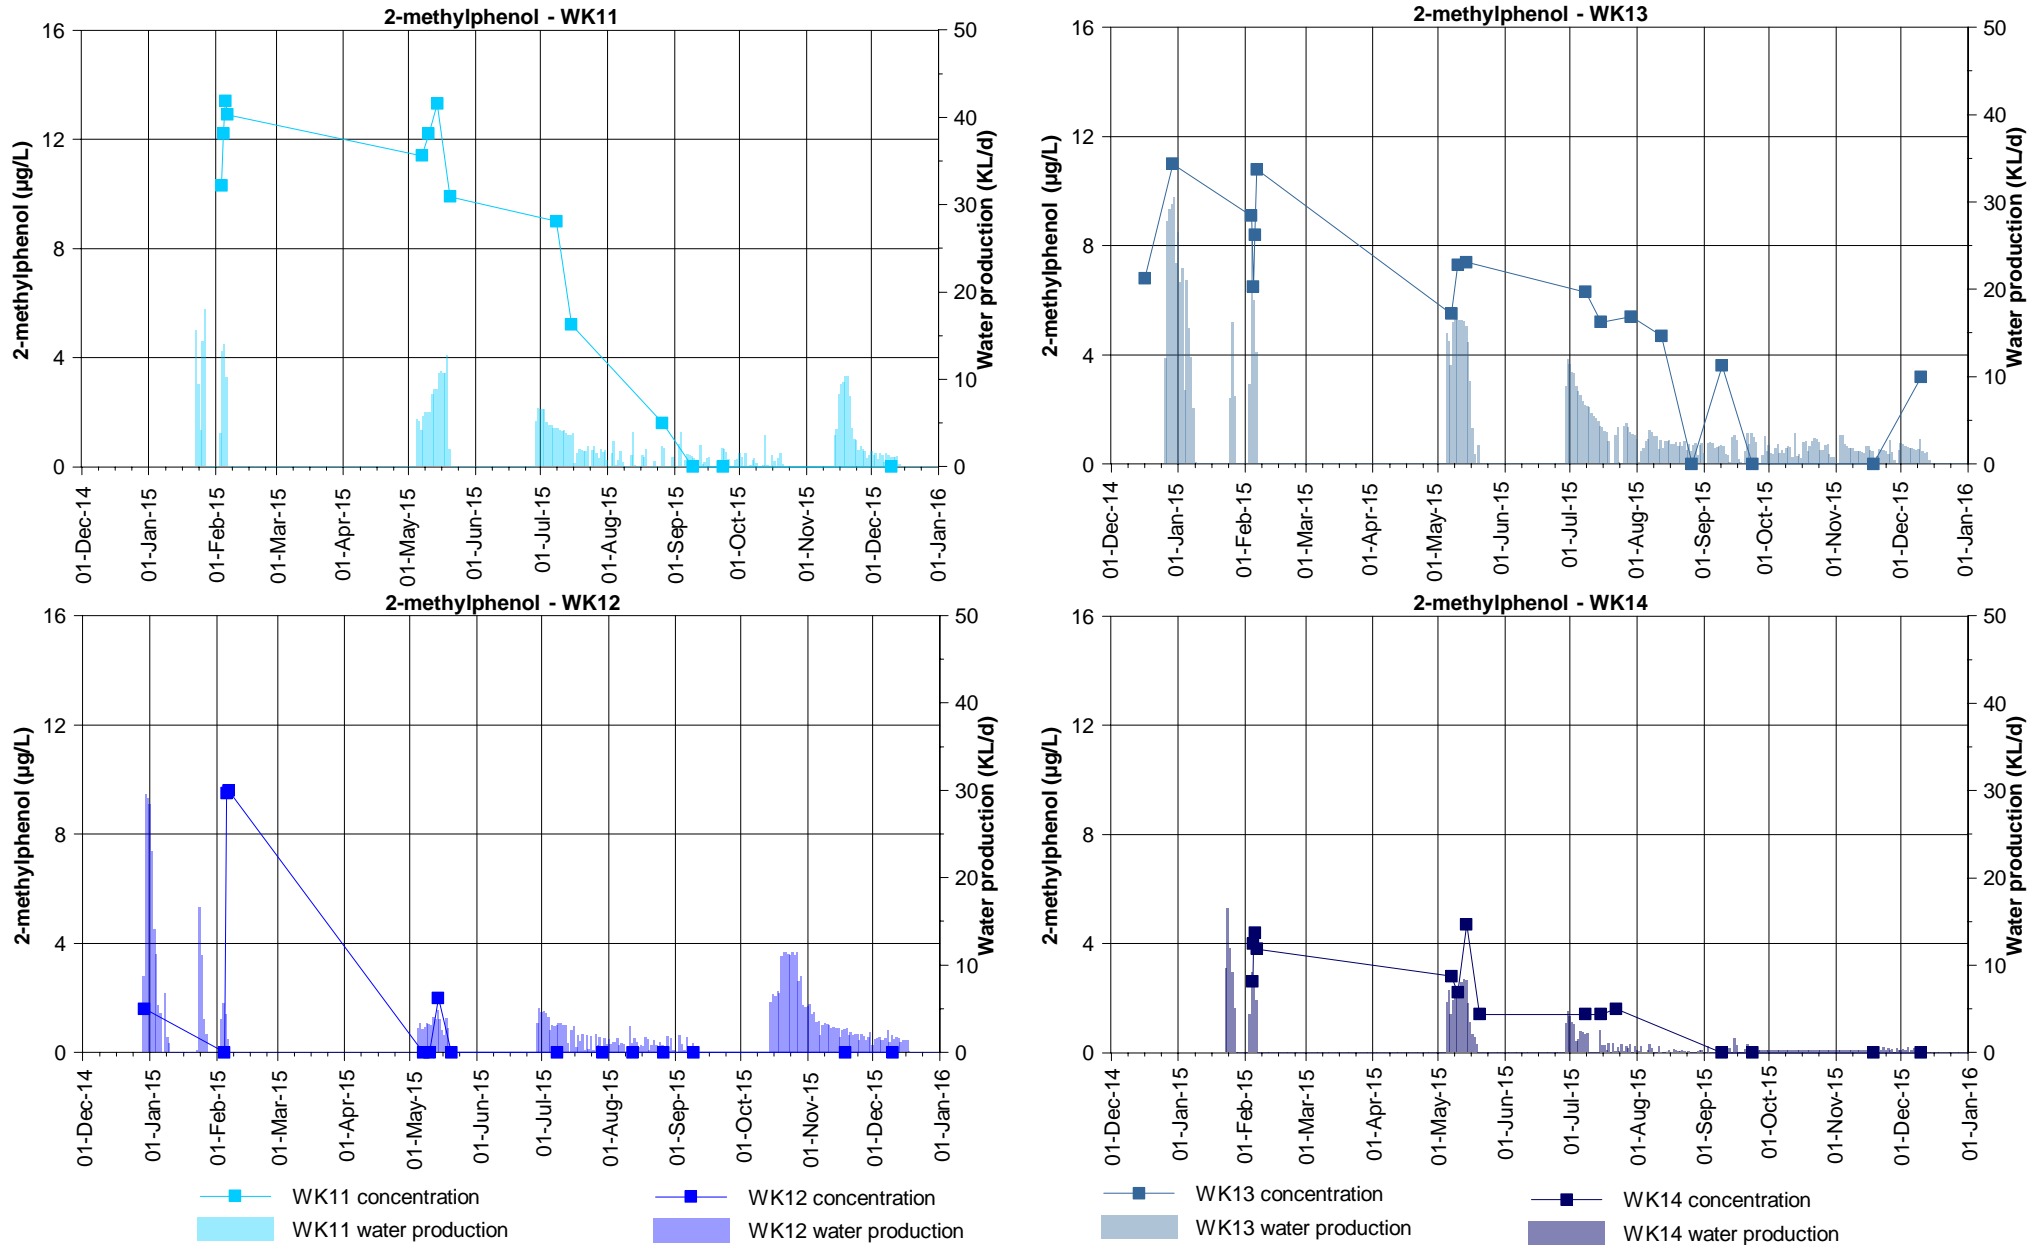 2-methylphenol - WK11
16
12
8
4
0
2-methylphenol (µg/L)
50
40
30
20
10
0
Water production (KL/d)
01-Dec-14
01-Jan-15
01-Feb-15
01-Mar-15
01-Apr-15
01-May-15
01-Jun-15
01-Jul-15
01-Aug-15
01-Sep-15
01-Oct-15
01-Nov-15
01-Dec-15
01-Jan-16
2-methylphenol - WK13
16
12
8
4
0
2-methylphenol (µg/L)
50
40
30
20
10
0
Water production (KL/d)
01-Dec-14
01-Jan-15
01-Feb-15
01-Mar-15
01-Apr-15
01-May-15
01-Jun-15
01-Jul-15
01-Aug-15
01-Sep-15
01-Oct-15
01-Nov-15
01-Dec-15
01-Jan-16
2-methylphenol - WK12
16
12
8
4
0
2-methylphenol (µg/L)
50
40
30
20
10
0
Water production (KL/d)
01-Dec-14
01-Jan-15
01-Feb-15
01-Mar-15
01-Apr-15
01-May-15
01-Jun-15
01-Jul-15
01-Aug-15
01-Sep-15
01-Oct-15
01-Nov-15
01-Dec-15
01-Jan-16
2-methylphenol - WK14
16
12
8
4
0
2-methylphenol (µg/L)
50
40
30
20
10
0
Water production (KL/d)
01-Dec-14
01-Jan-15
01-Feb-15
01-Mar-15
01-Apr-15
01-May-15
01-Jun-15
01-Jul-15
01-Aug-15
01-Sep-15
01-Oct-15
01-Nov-15
01-Dec-15
01-Jan-16
WK11 concentration
WK11 water production
WK12 concentration
WK12 water production
WK13 concentration
WK13 water production
WK14 concentration
WK14 water production